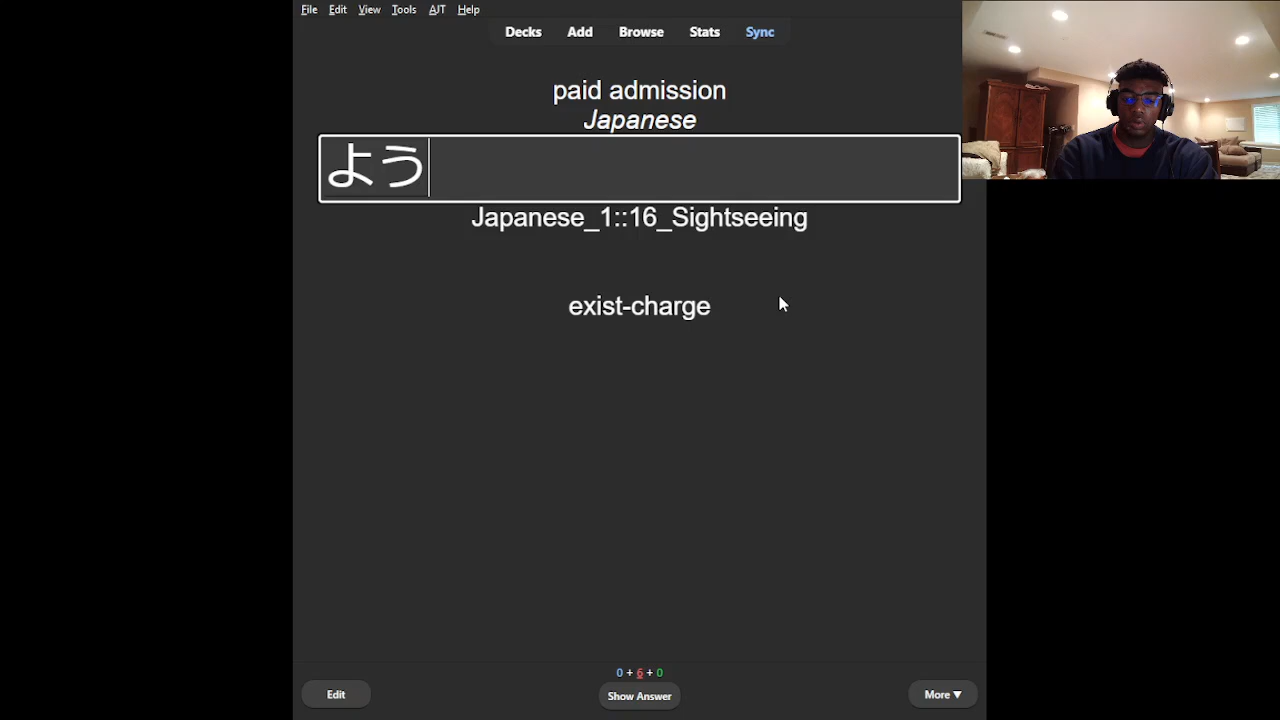 File Edit View Tools AJT Help
Decks Add Browse Stats Sync
paid admission
Japanese
よう
Japanese_1::16_Sightseeing
exist-charge
0 + 6 + 0
Edit Show Answer More ▼